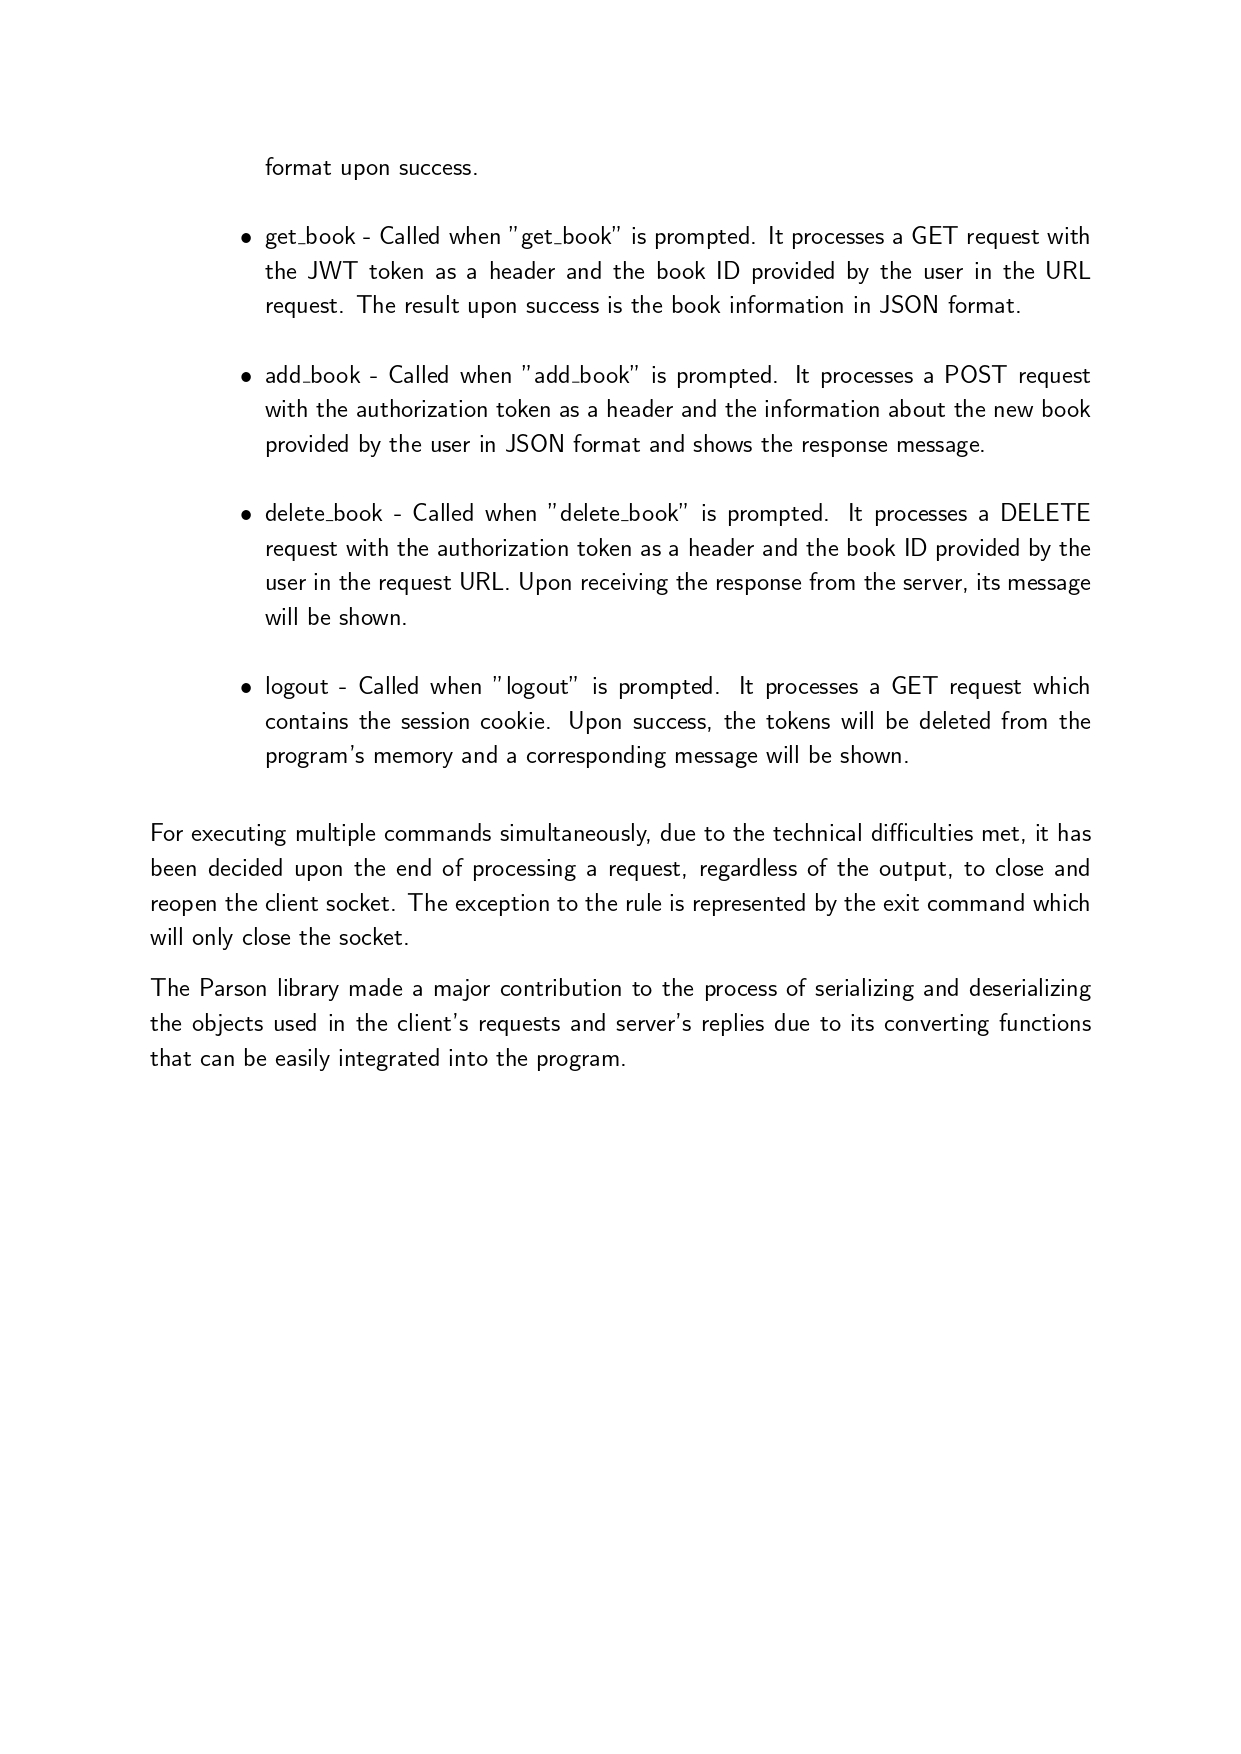 format upon success.
• get_book - Called when ”get_book” is prompted. It processes a GET request with
the JWT token as a header and the book ID provided by the user in the URL
request. The result upon success is the book information in JSON format.
• add_book - Called when ”add_book” is prompted. It processes a POST request
with the authorization token as a header and the information about the new book
provided by the user in JSON format and shows the response message.
• delete_book - Called when ”delete_book” is prompted. It processes a DELETE
request with the authorization token as a header and the book ID provided by the
user in the request URL. Upon receiving the response from the server, its message
will be shown.
• logout - Called when ”logout” is prompted. It processes a GET request which
contains the session cookie. Upon success, the tokens will be deleted from the
program’s memory and a corresponding message will be shown.
For executing multiple commands simultaneously, due to the technical difficulties met, it has
been decided upon the end of processing a request, regardless of the output, to close and
reopen the client socket. The exception to the rule is represented by the exit command which
will only close the socket.
The Parson library made a major contribution to the process of serializing and deserializing
the objects used in the client’s requests and server’s replies due to its converting functions
that can be easily integrated into the program.